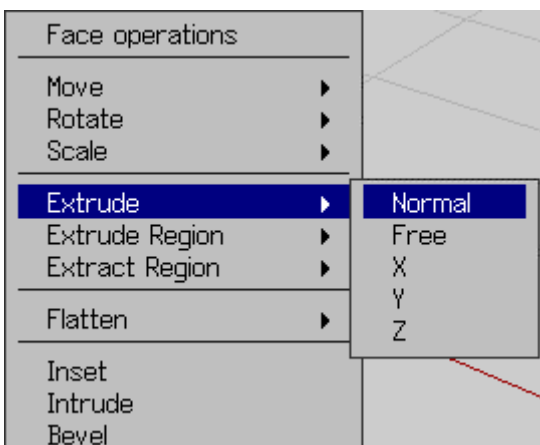 Face operations
Move
Rotate
Scale
Extrude
Extrude Region
Extract Region
Flatten
Inset
Intrude
Bevel
Normal
Free
X
Y
Z